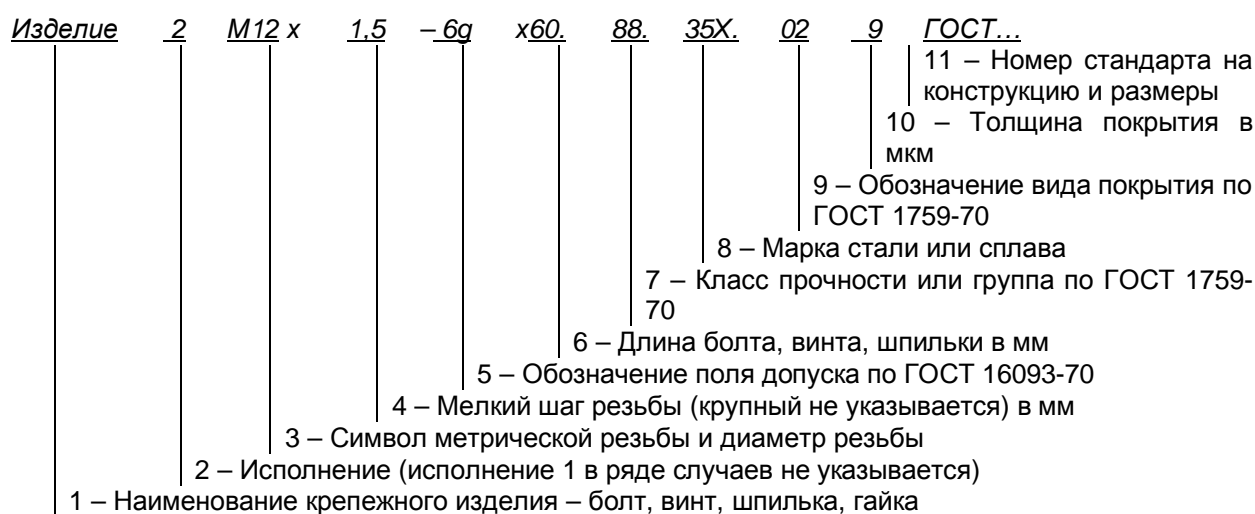 Изделие 2 М12 х 1,5 – 6g х60. 88. 35Х. 02 9 ГОСТ…
11 – Номер стандарта на
конструкцию и размеры
10 – Толщина покрытия в
мкм
9 – Обозначение вида покрытия по
ГОСТ 1759-70
8 – Марка стали или сплава
7 – Класс прочности или группа по ГОСТ 1759-
70
6 – Длина болта, винта, шпильки в мм
5 – Обозначение поля допуска по ГОСТ 16093-70
4 – Мелкий шаг резьбы (крупный не указывается) в мм
3 – Символ метрической резьбы и диаметр резьбы
2 – Исполнение (исполнение 1 в ряде случаев не указывается)
1 – Наименование крепежного изделия – болт, винт, шпилька, гайка